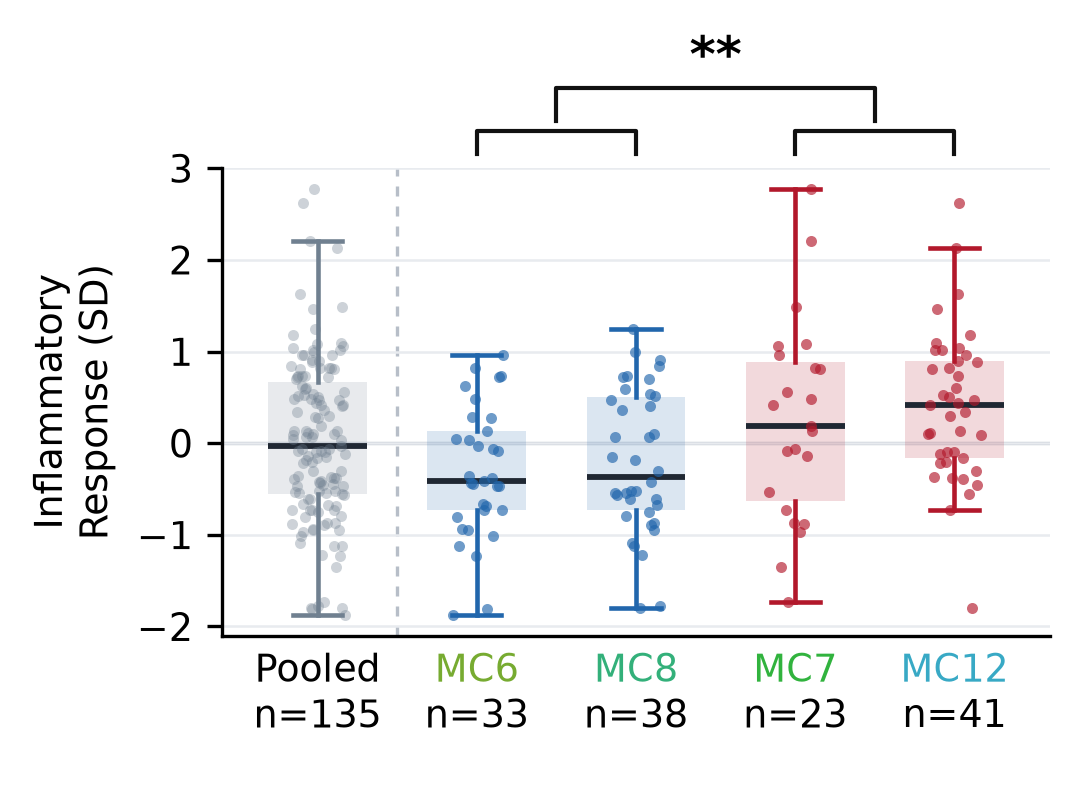 **
Inflammatory
Response (SD)
3
2
1
0
−1
−2
Pooled MC6 MC8 MC7 MC12
n=135 n=33 n=38 n=23 n=41